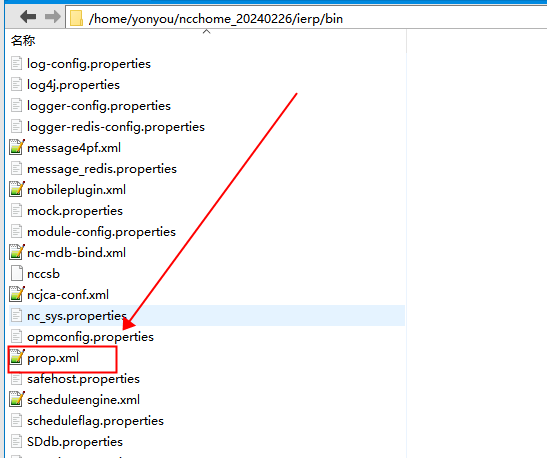 /home/yonyou/ncchome_20240226/ierp/bin
名称
log-config.properties
log4j.properties
logger-config.properties
logger-redis-config.properties
message4pf.xml
message_redis.properties
mobileplugin.xml
mock.properties
module-config.properties
nc-mdb-bind.xml
nccsb
ncjca-conf.xml
nc_sys.properties
opmconfig.properties
prop.xml
safehost.properties
scheduleengine.xml
scheduleflag.properties
SDdb.properties